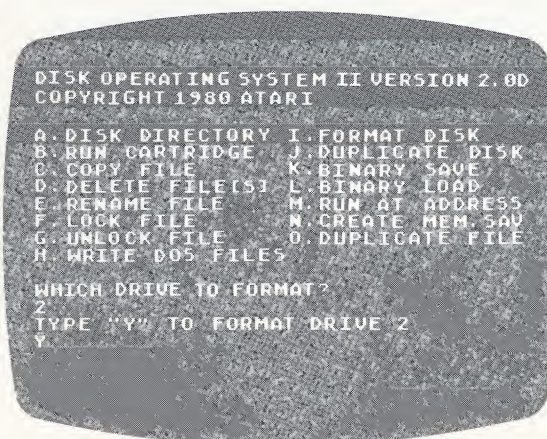 DISK OPERATING SYSTEM II VERSION 2.0D
COPYRIGHT 1980 ATARI
A. DISK DIRECTORY I. FORMAT DISK
B. RUN CARTRIDGE J. DUPLICATE DISK
C. COPY FILE K. BINARY SAVE
D. DELETE FILE[S] L. BINARY LOAD
E. RENAME FILE M. RUN AT ADDRESS
F. LOCK FILE N. CREATE MEM.SAV
G. UNLOCK FILE O. DUPLICATE FILE
H. WRITE DOS FILES
WHICH DRIVE TO FORMAT?
2
TYPE "Y" TO FORMAT DRIVE 2
Y